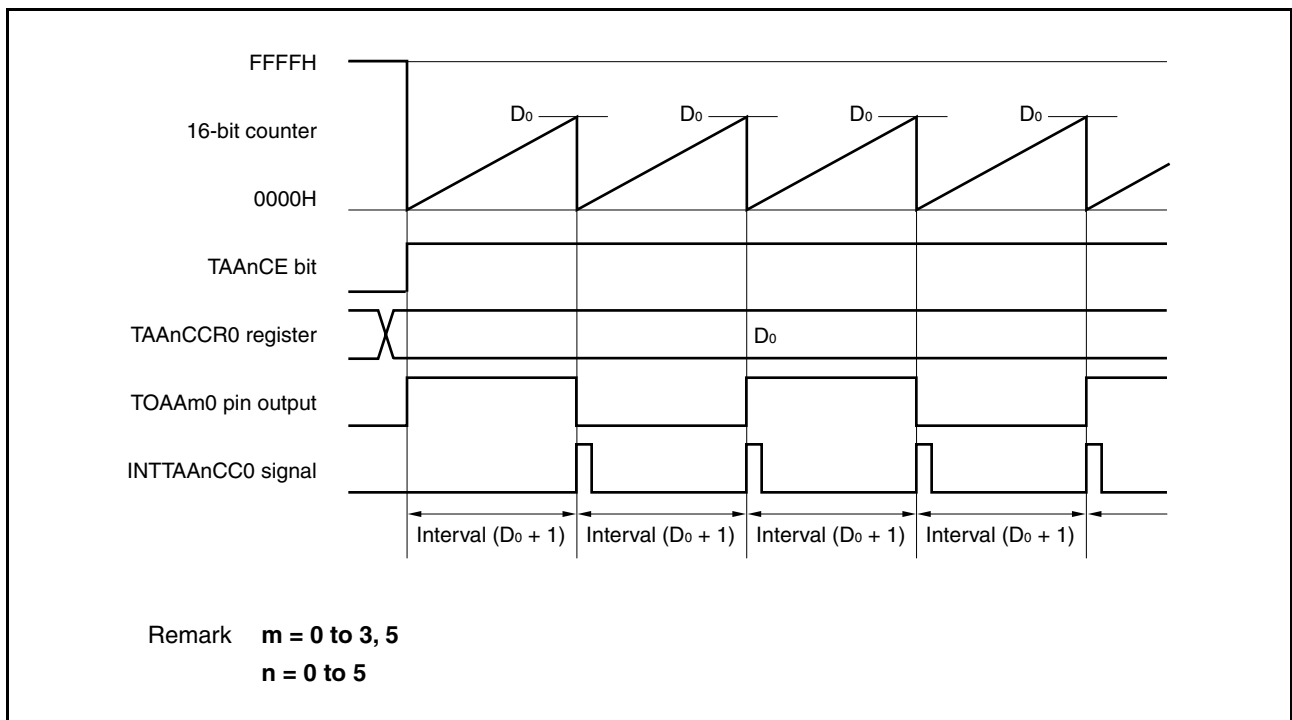 FFFFH
D0 D0 D0 D0
16-bit counter
0000H
TAAnCE bit
TAAnCCR0 register
D0
TOAAm0 pin output
INTTAAnCC0 signal
Interval (D0 + 1) Interval (D0 + 1) Interval (D0 + 1) Interval (D0 + 1)
Remark m = 0 to 3, 5
n = 0 to 5